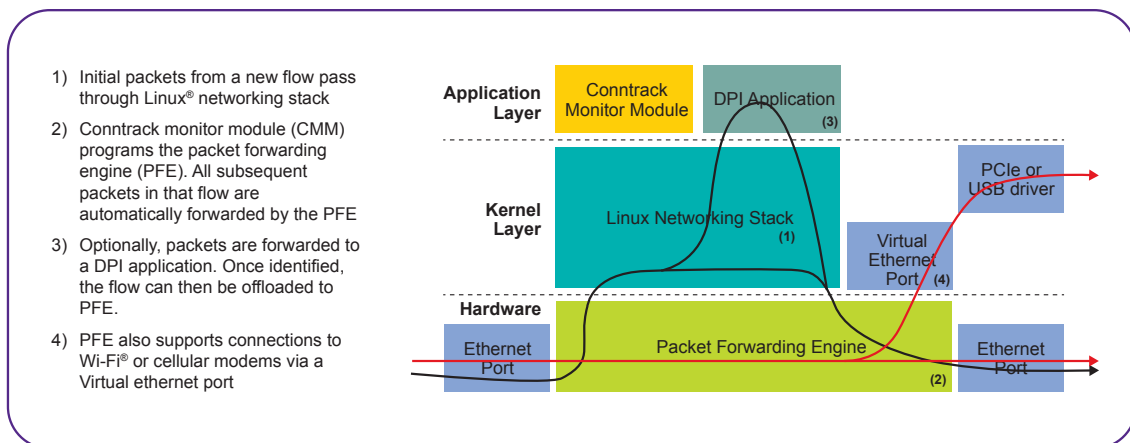 1) Initial packets from a new flow pass
through Linux® networking stack
2) Conntrack monitor module (CMM)
programs the packet forwarding
engine (PFE). All subsequent
packets in that flow are
automatically forwarded by the PFE
3) Optionally, packets are forwarded to
a DPI application. Once identified,
the flow can then be offloaded to
PFE.
4) PFE also supports connections to
Wi-Fi® or cellular modems via a
Virtual ethernet port
Application
Layer
Conntrack
Monitor Module
DPI Application
(3)
Kernel
Layer
Linux Networking Stack
(1)
PCIe or
USB driver
Virtual
Ethernet
Port
(4)
Hardware
Ethernet
Port
Packet Forwarding Engine
(2)
Ethernet
Port